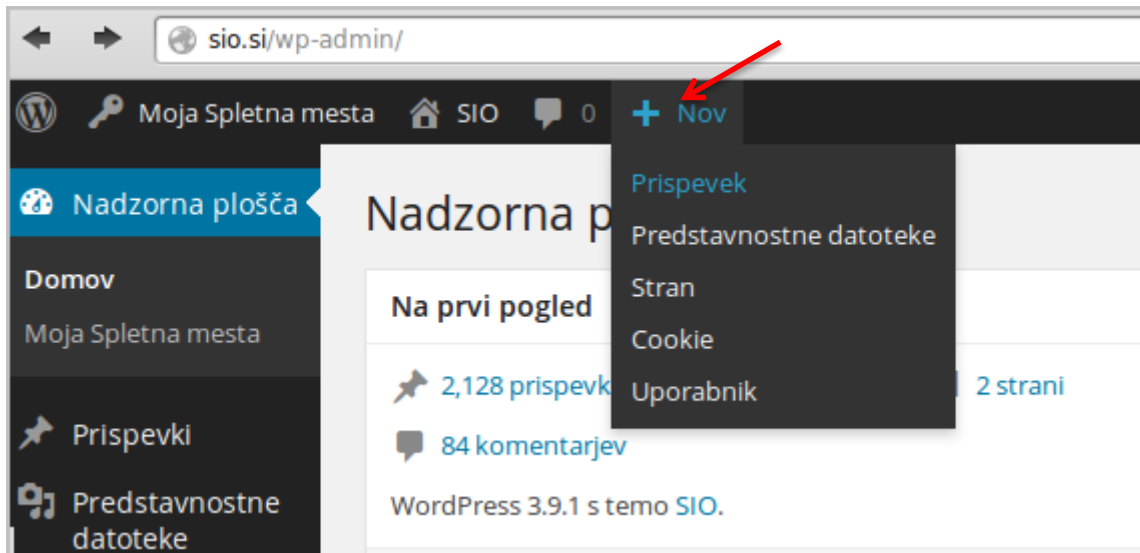 sio.si/wp-admin/
Moja Spletna mesta SIO 0 + Nov
Nadzorna plošča
Domov
Moja Spletna mesta
Prispevki
Predstavnostne
datoteke
Nadzorna p
Prispevek
Predstavnostne datoteke
Stran
Cookie
Uporabnik
Na prvi pogled
2,128 prispevk
2 strani
84 komentarjev
WordPress 3.9.1 s temo SIO.